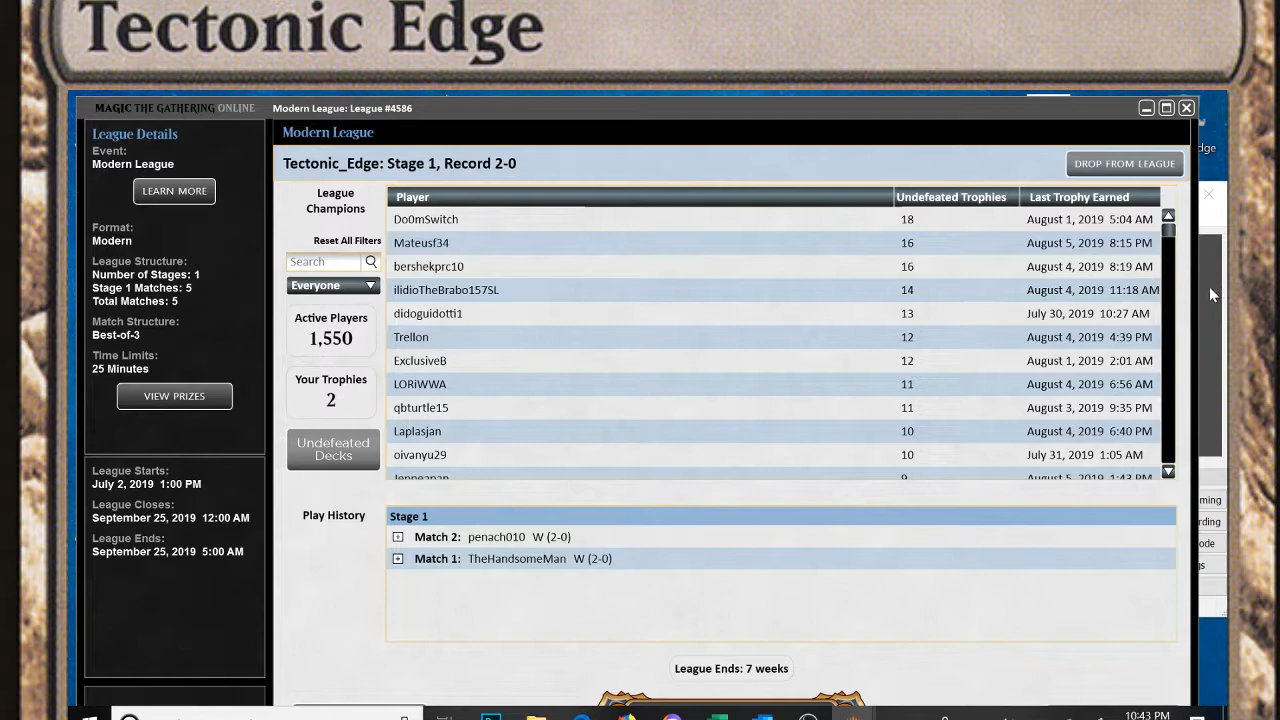 Tectonic Edge
MAGIC THE GATHERING ONLINE
Modern League: League #4586
League Details
Event:
Modern League
LEARN MORE
Format:
Modern
League Structure:
Number of Stages: 1
Stage 1 Matches: 5
Total Matches: 5
Match Structure:
Best-of-3
Time Limits:
25 Minutes
VIEW PRIZES
League Starts:
July 2, 2019 1:00 PM
League Closes:
September 25, 2019 12:00 AM
League Ends:
September 25, 2019 5:00 AM
Modern League
Tectonic_Edge: Stage 1, Record 2-0
DROP FROM LEAGUE
League
Champions
Reset All Filters
Search
Everyone
Active Players
1,550
Your Trophies
2
Undefeated
Decks
Player Undefeated Trophies Last Trophy Earned
Do0mSwitch 18 August 1, 2019 5:04 AM
Mateusf34 16 August 5, 2019 8:15 PM
bershekprc10 16 August 4, 2019 8:19 AM
ilidioTheBrabo157SL 14 August 4, 2019 11:18 AM
didoguidotti1 13 July 30, 2019 10:27 AM
Trellon 12 August 4, 2019 4:39 PM
ExclusiveB 12 August 1, 2019 2:01 AM
LORiWWA 11 August 4, 2019 6:56 AM
qbturtle15 11 August 3, 2019 9:35 PM
Laplasjan 10 August 4, 2019 6:40 PM
oivanyu29 10 July 31, 2019 1:05 AM
9 August 5, 2019 1:43 PM
Play History
Stage 1
Match 2: penach010 W (2-0)
Match 1: TheHandsomeMan W (2-0)
League Ends: 7 weeks
10:43 PM